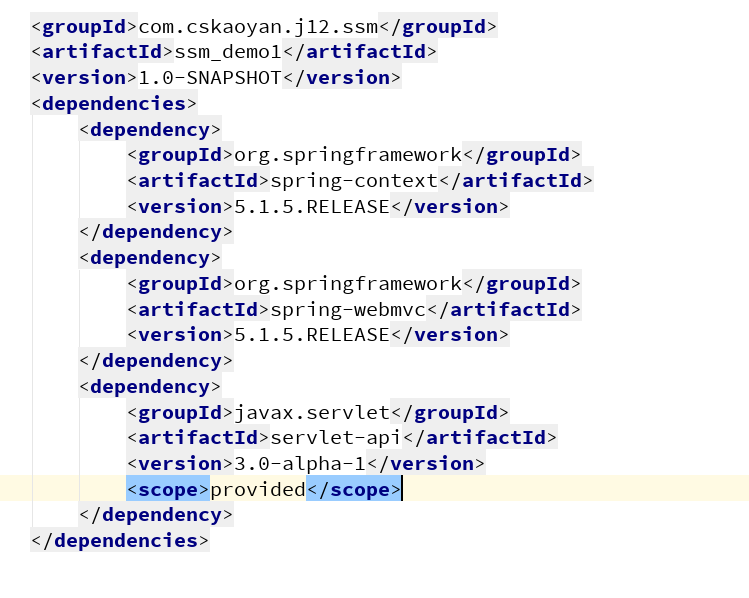 <groupId>com.cskaoyan.j12.ssm</groupId>
<artifactId>ssm_demo1</artifactId>
<version>1.0-SNAPSHOT</version>
<dependencies>
<dependency>
<groupId>org.springframework</groupId>
<artifactId>spring-context</artifactId>
<version>5.1.5.RELEASE</version>
</dependency>
<dependency>
<groupId>org.springframework</groupId>
<artifactId>spring-webmvc</artifactId>
<version>5.1.5.RELEASE</version>
</dependency>
<dependency>
<groupId>javax.servlet</groupId>
<artifactId>servlet-api</artifactId>
<version>3.0-alpha-1</version>
<scope>provided</scope>
</dependency>
</dependencies>